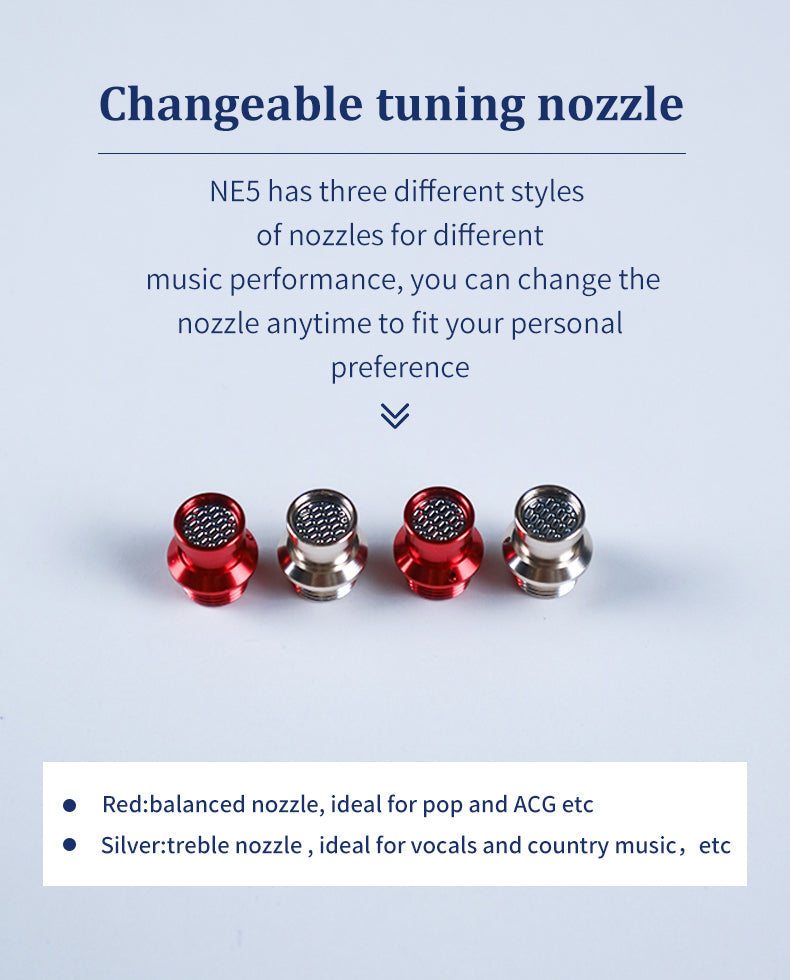 Changeable tuning nozzle
NE5 has three different styles
of nozzles for different
music performance, you can change the
nozzle anytime to fit your personal
preference
Red:balanced nozzle, ideal for pop and ACG etc
Silver:treble nozzle , ideal for vocals and country music，etc